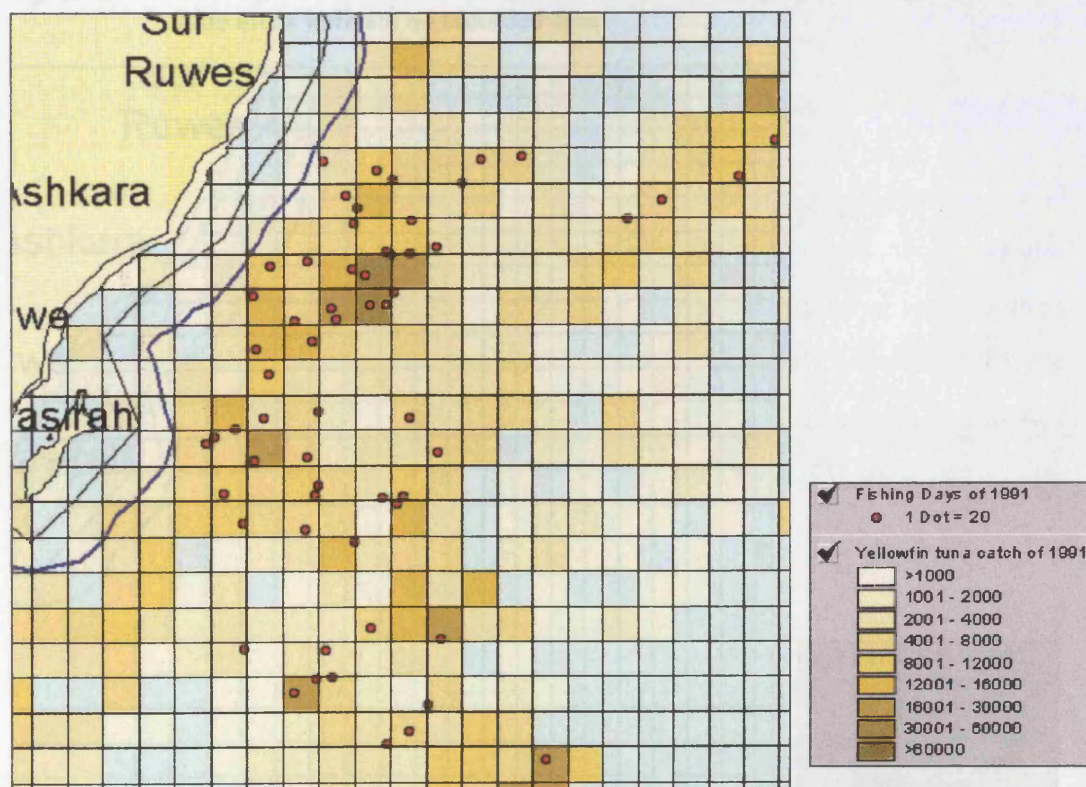 Sur
Ruwes
Ashkara
we
asirah
Fishing Days of 1991
1 Dot = 20
Yellowfin tuna catch of 1991
>1000
1001 - 2000
2001 - 4000
4001 - 8000
8001 - 12000
12001 - 16000
16001 - 30000
30001 - 60000
>60000